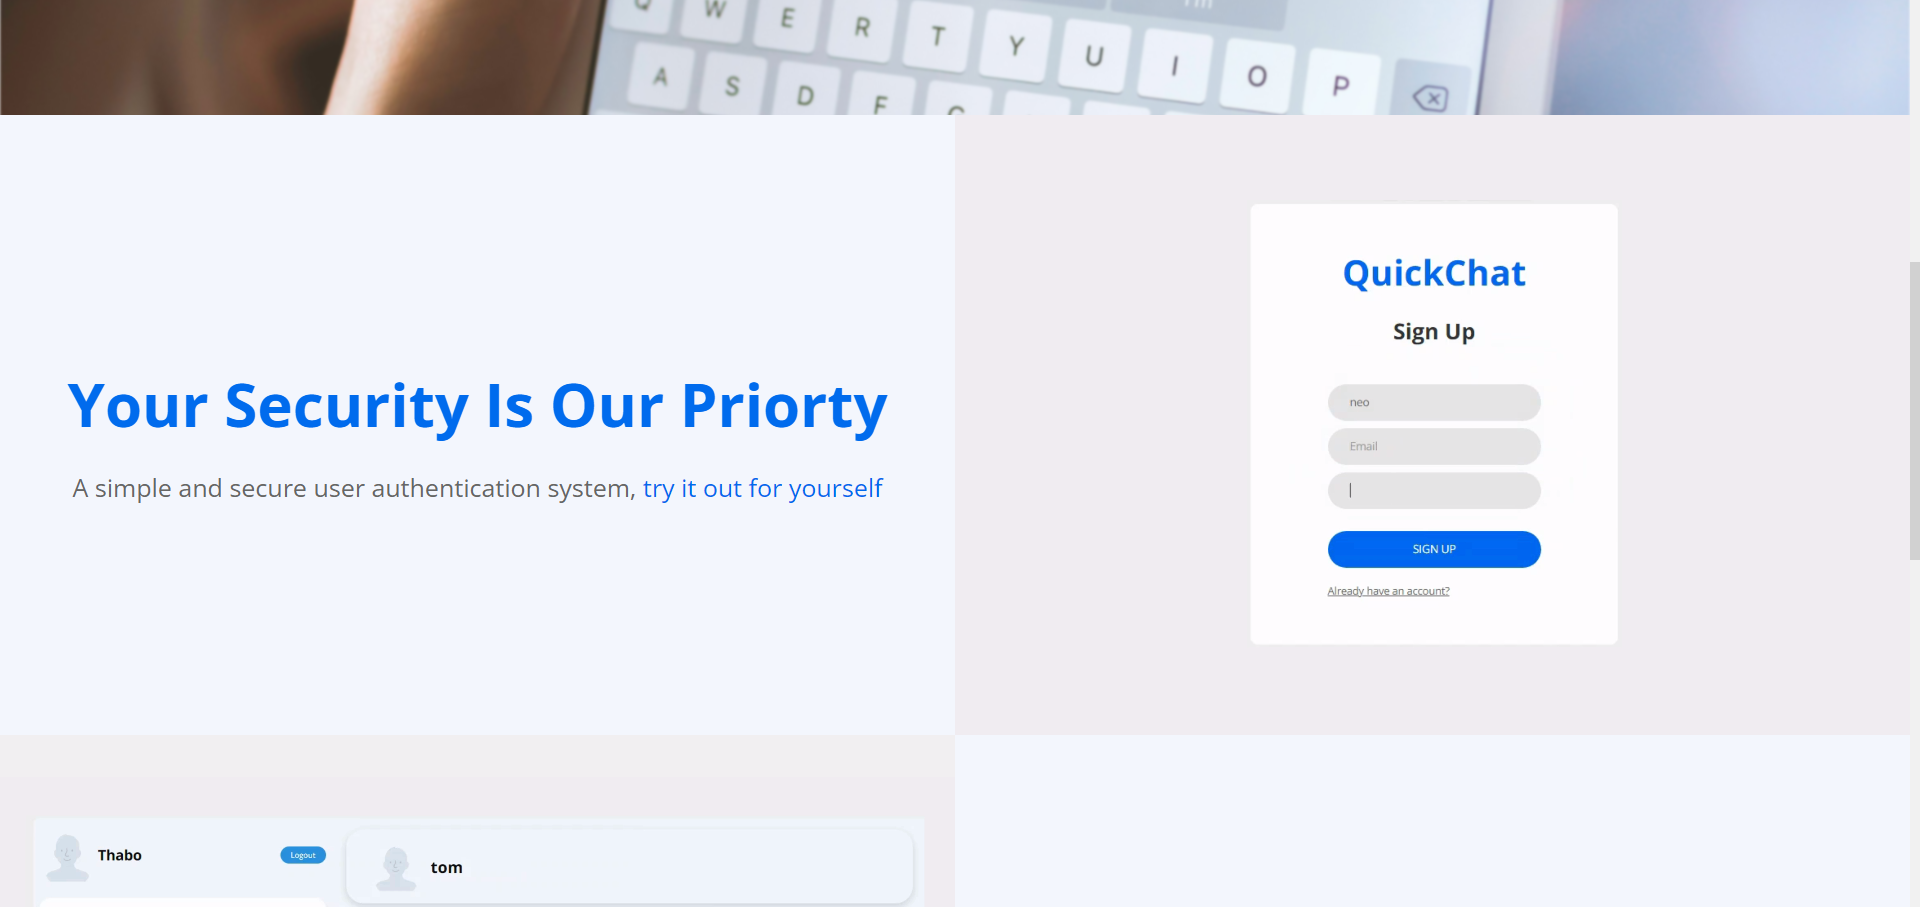 Q W E R T Y U I O P
A S D F G
Your Security Is Our Priorty
A simple and secure user authentication system, try it out for yourself
QuickChat
Sign Up
neo
Email
SIGN UP
Already have an account?
Thabo
Logout
tom